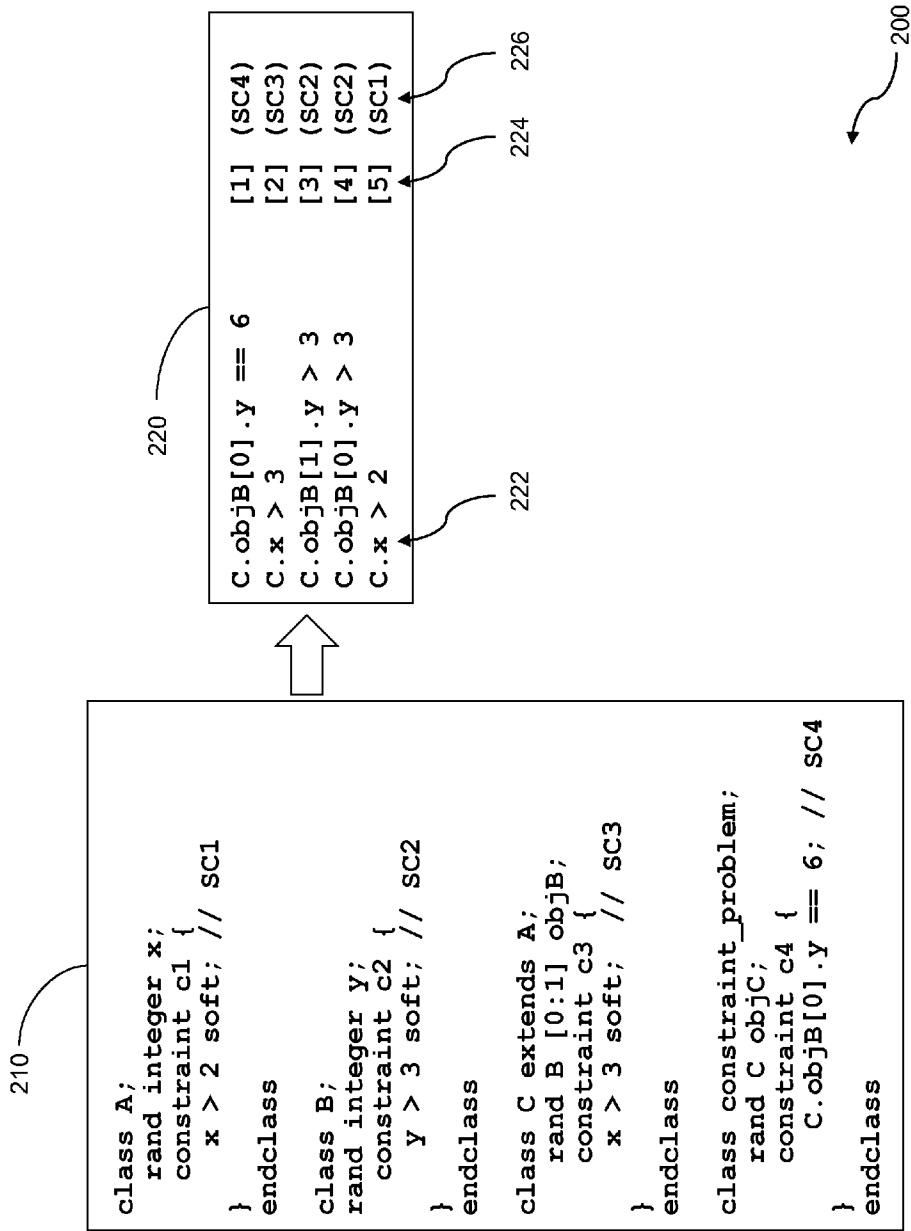 210
class A;
rand integer x;
constraint c1 {
x > 2 soft; // SC1
}
endclass
class B;
rand integer y;
constraint c2 {
y > 3 soft; // SC2
}
endclass
class C extends A;
rand B [0:1] objB;
constraint c3 {
x > 3 soft; // SC3
}
endclass
class constraint_problem;
rand C objC;
constraint c4 {
C.objB[0].y == 6; // SC4
}
endclass
220
C.objB[0].y == 6 [1] (SC4)
C.x > 3 [2] (SC3)
C.objB[1].y > 3 [3] (SC2)
C.objB[0].y > 3 [4] (SC2)
C.x > 2 [5] (SC1)
222 224 226
200